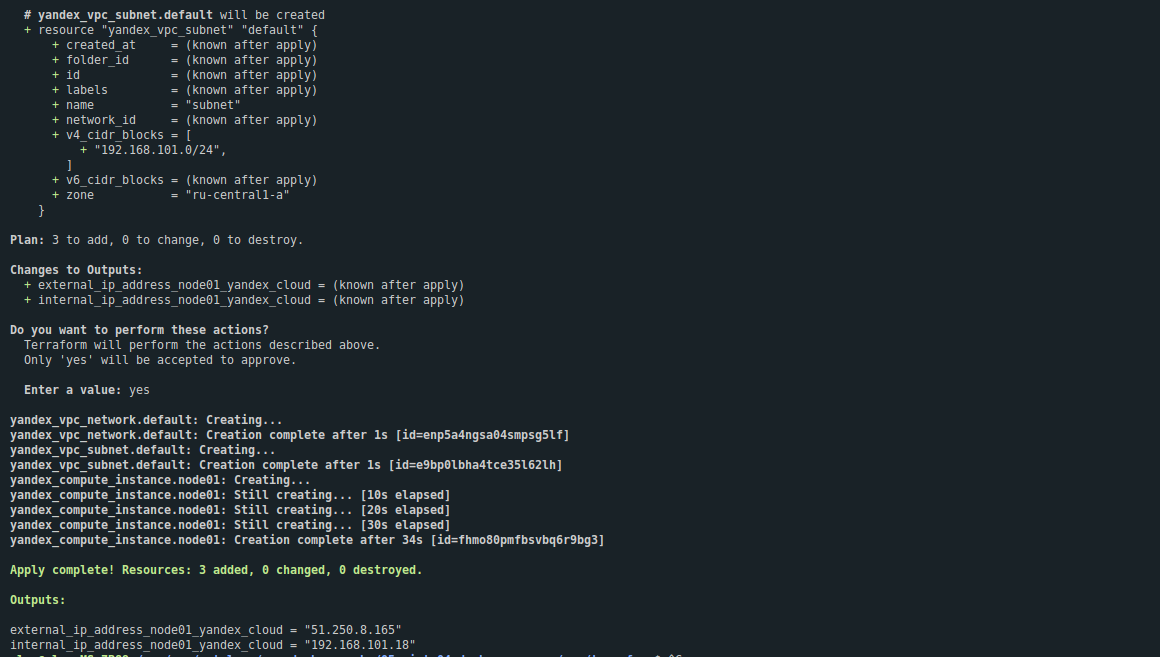 # yandex_vpc_subnet.default will be created
+ resource "yandex_vpc_subnet" "default" {
+ created_at     = (known after apply)
+ folder_id      = (known after apply)
+ id             = (known after apply)
+ labels         = (known after apply)
+ name           = "subnet"
+ network_id     = (known after apply)
+ v4_cidr_blocks = [
+ "192.168.101.0/24",
]
+ v6_cidr_blocks = (known after apply)
+ zone           = "ru-central1-a"
}
Plan: 3 to add, 0 to change, 0 to destroy.
Changes to Outputs:
+ external_ip_address_node01_yandex_cloud = (known after apply)
+ internal_ip_address_node01_yandex_cloud = (known after apply)
Do you want to perform these actions?
Terraform will perform the actions described above.
Only 'yes' will be accepted to approve.
Enter a value: yes
yandex_vpc_network.default: Creating...
yandex_vpc_network.default: Creation complete after 1s [id=enp5a4ngsa04smpsg5lf]
yandex_vpc_subnet.default: Creating...
yandex_vpc_subnet.default: Creation complete after 1s [id=e9bp0lbha4tce35l62lh]
yandex_compute_instance.node01: Creating...
yandex_compute_instance.node01: Still creating... [10s elapsed]
yandex_compute_instance.node01: Still creating... [20s elapsed]
yandex_compute_instance.node01: Still creating... [30s elapsed]
yandex_compute_instance.node01: Creation complete after 34s [id=fhmo80pmfbsvbq6r9bg3]
Apply complete! Resources: 3 added, 0 changed, 0 destroyed.
Outputs:
external_ip_address_node01_yandex_cloud = "51.250.8.165"
internal_ip_address_node01_yandex_cloud = "192.168.101.18"